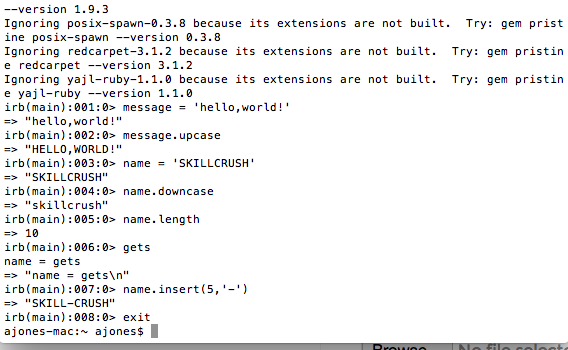 --version 1.9.3
Ignoring posix-spawn-0.3.8 because its extensions are not built.  Try: gem prist
ine posix-spawn --version 0.3.8
Ignoring redcarpet-3.1.2 because its extensions are not built.  Try: gem pristin
e redcarpet --version 3.1.2
Ignoring yajl-ruby-1.1.0 because its extensions are not built.  Try: gem pristin
e yajl-ruby --version 1.1.0
irb(main):001:0> message = 'hello,world!'
=> "hello,world!"
irb(main):002:0> message.upcase
=> "HELLO,WORLD!"
irb(main):003:0> name = 'SKILLCRUSH'
=> "SKILLCRUSH"
irb(main):004:0> name.downcase
=> "skillcrush"
irb(main):005:0> name.length
=> 10
irb(main):006:0> gets
name = gets
=> "name = gets\n"
irb(main):007:0> name.insert(5,'-')
=> "SKILL-CRUSH"
irb(main):008:0> exit
ajones-mac:~ ajones$